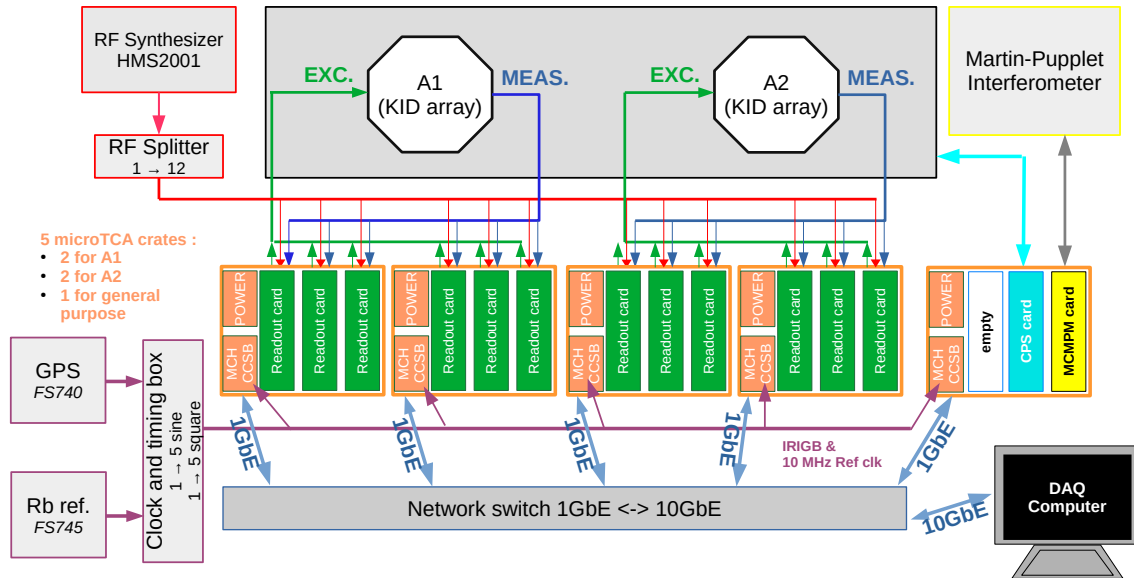 RF Synthesizer
HMS2001
RF Splitter
1 → 12
EXC.
A1
(KID array)
MEAS.
EXC.
A2
(KID array)
MEAS.
Martin-Pupplet
Interferometer
5 microTCA crates :
• 2 for A1
• 2 for A2
• 1 for general
purpose
POWER
MCH
CCSB
Readout card
Readout card
Readout card
POWER
MCH
CCSB
Readout card
Readout card
Readout card
POWER
MCH
CCSB
Readout card
Readout card
Readout card
POWER
MCH
CCSB
Readout card
Readout card
Readout card
POWER
MCH
CCSB
empty
CPS card
MCMPM card
GPS
FS740
Rb ref.
FS745
Clock and timing box
1 → 5 sine
1 → 5 square
1GbE
1GbE
1GbE
1GbE
1GbE
IRIGB &
10 MHz Ref clk
Network switch 1GbE <-> 10GbE
10GbE
DAQ
Computer